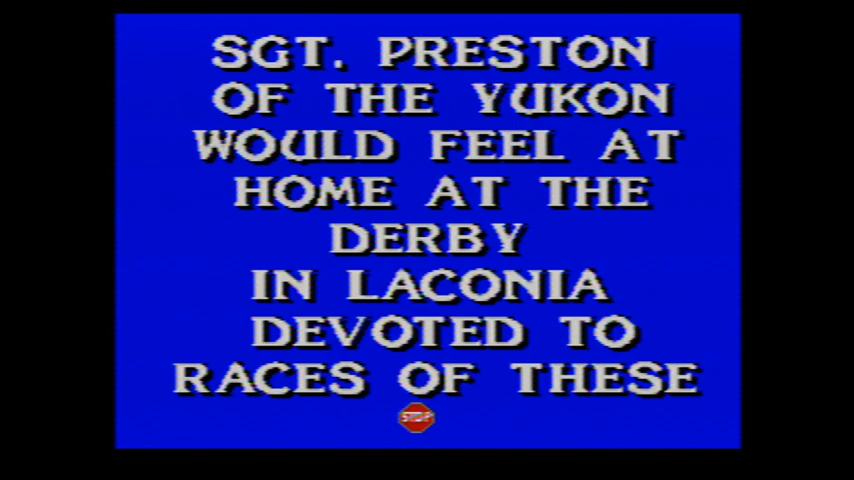 SGT. PRESTON
OF THE YUKON
WOULD FEEL AT
HOME AT THE
DERBY
IN LACONIA
DEVOTED TO
RACES OF THESE
STOP